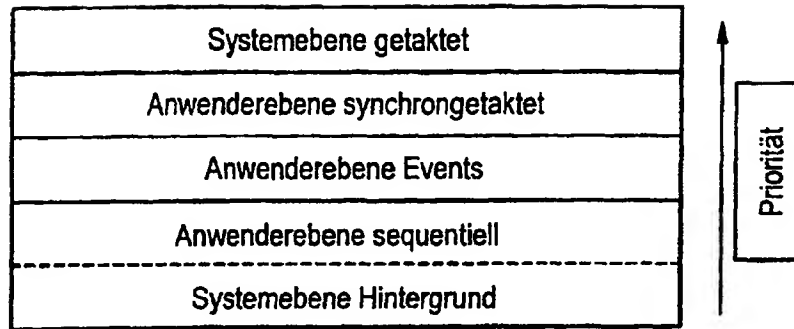 Systemebene getaktet
Anwenderebene synchrongetaktet
Anwenderebene Events
Anwenderebene sequentiell
Systemebene Hintergrund
Priorität